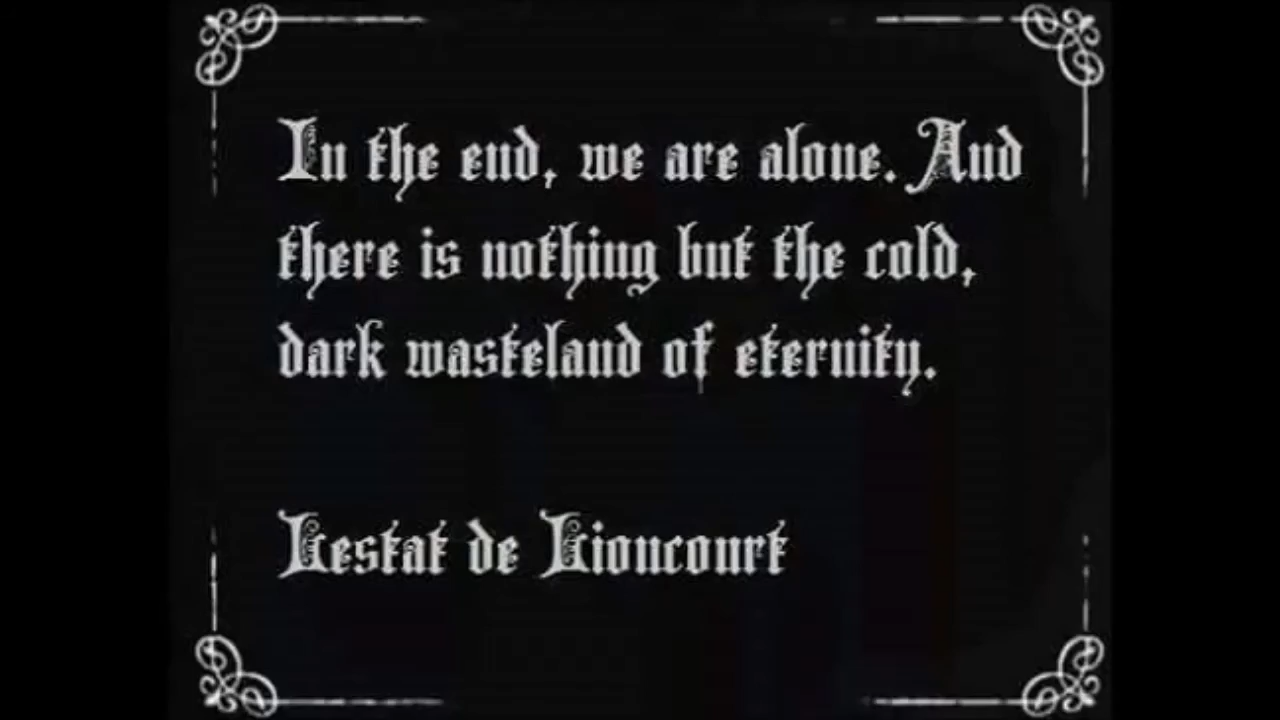 In the end, we are alone. And
there is nothing but the cold,
dark wasteland of eternity.
Lestat de Lioncourt